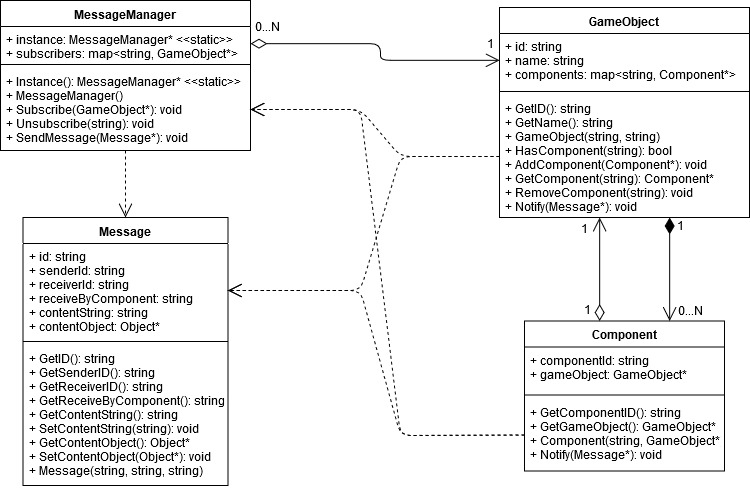 MessageManager
+ instance: MessageManager* <<static>>
+ subscribers: map<string, GameObject*>
+ Instance(): MessageManager* <<static>>
+ MessageManager()
+ Subscribe(GameObject*): void
+ Unsubscribe(string): void
+ SendMessage(Message*): void
0...N
1
GameObject
+ id: string
+ name: string
+ components: map<string, Component*>
+ GetID(): string
+ GetName(): string
+ GameObject(string, string)
+ HasComponent(string): bool
+ AddComponent(Component*): void
+ GetComponent(string): Component*
+ RemoveComponent(string): void
+ Notify(Message*): void
1
1
1
0...N
Message
+ id: string
+ senderId: string
+ receiverId: string
+ receiveByComponent: string
+ contentString: string
+ contentObject: Object*
+ GetID(): string
+ GetSenderID(): string
+ GetReceiverID(): string
+ GetReceiveByComponent(): string
+ GetContentString(): string
+ SetContentString(string): void
+ GetContentObject(): Object*
+ SetContentObject(Object*): void
+ Message(string, string, string)
Component
+ componentId: string
+ gameObject: GameObject*
+ GetComponentID(): string
+ GetGameObject(): GameObject*
+ Component(string, GameObject*
+ Notify(Message*): void